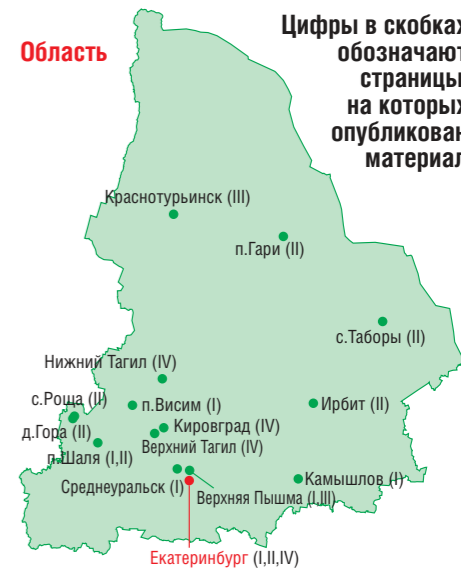 Область
Цифры в скобках
обозначают
страницы
на которых
опубликован
материал
Краснотурьинск (III)
п.Гари (II)
с.Таборы (II)
Нижний Тагил (IV)
с.Роща (II)
п.Висим (I)
Ирбит (II)
д.Гора (II)
Кировград (IV)
Верхний Тагил (IV)
п.Шаля (I,II)
Среднеуральск (I)
Камышлов (I)
Верхняя Пышма (I,III)
Екатеринбург (I,II,IV)